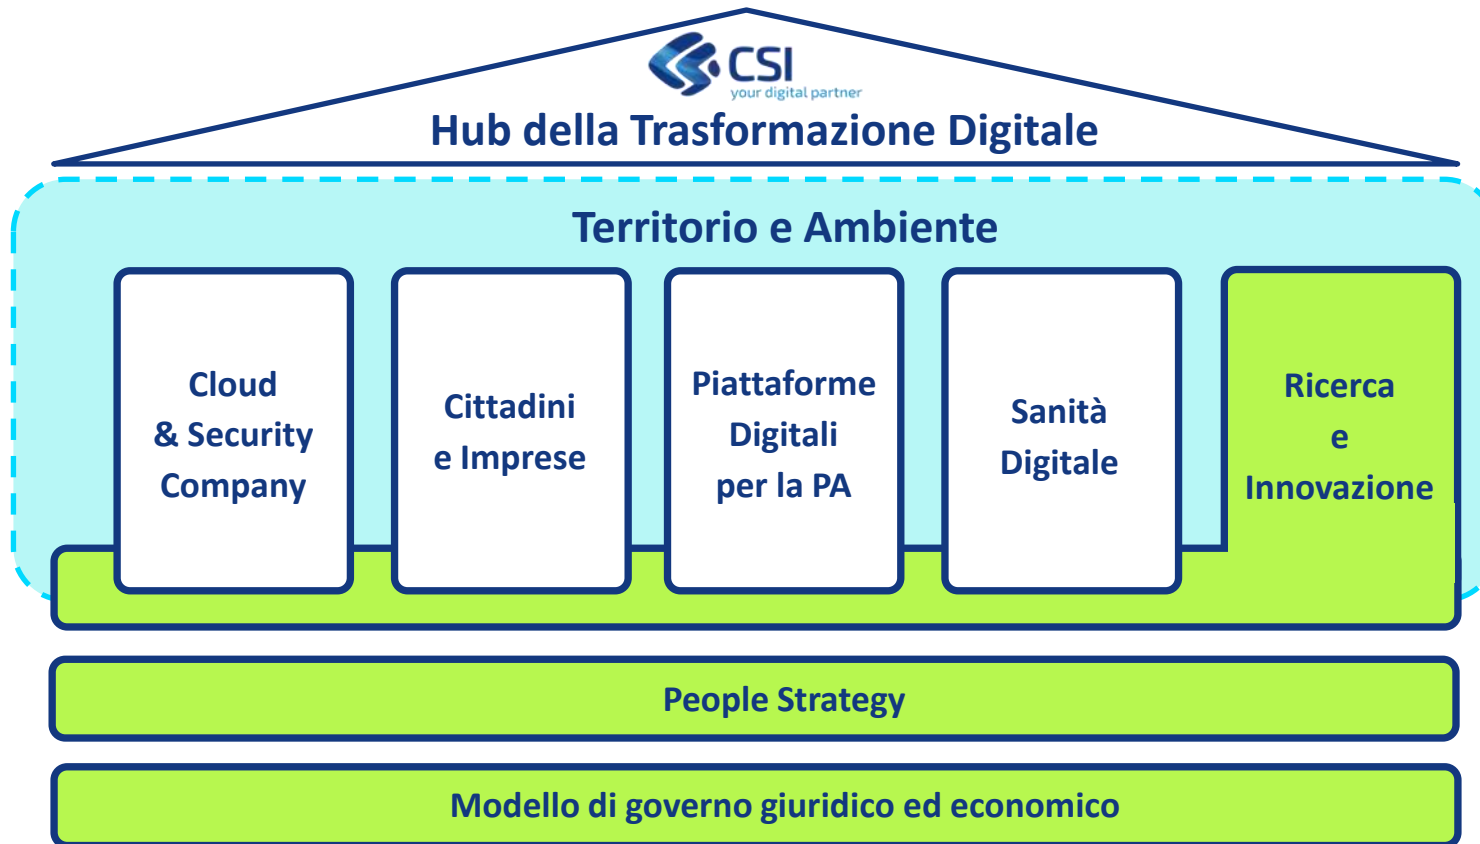 CSI
your digital partner
Hub della Trasformazione Digitale
Territorio e Ambiente
Cloud
& Security
Company
Cittadini
e Imprese
Piattaforme
Digitali
per la PA
Sanità
Digitale
Ricerca
e
Innovazione
People Strategy
Modello di governo giuridico ed economico